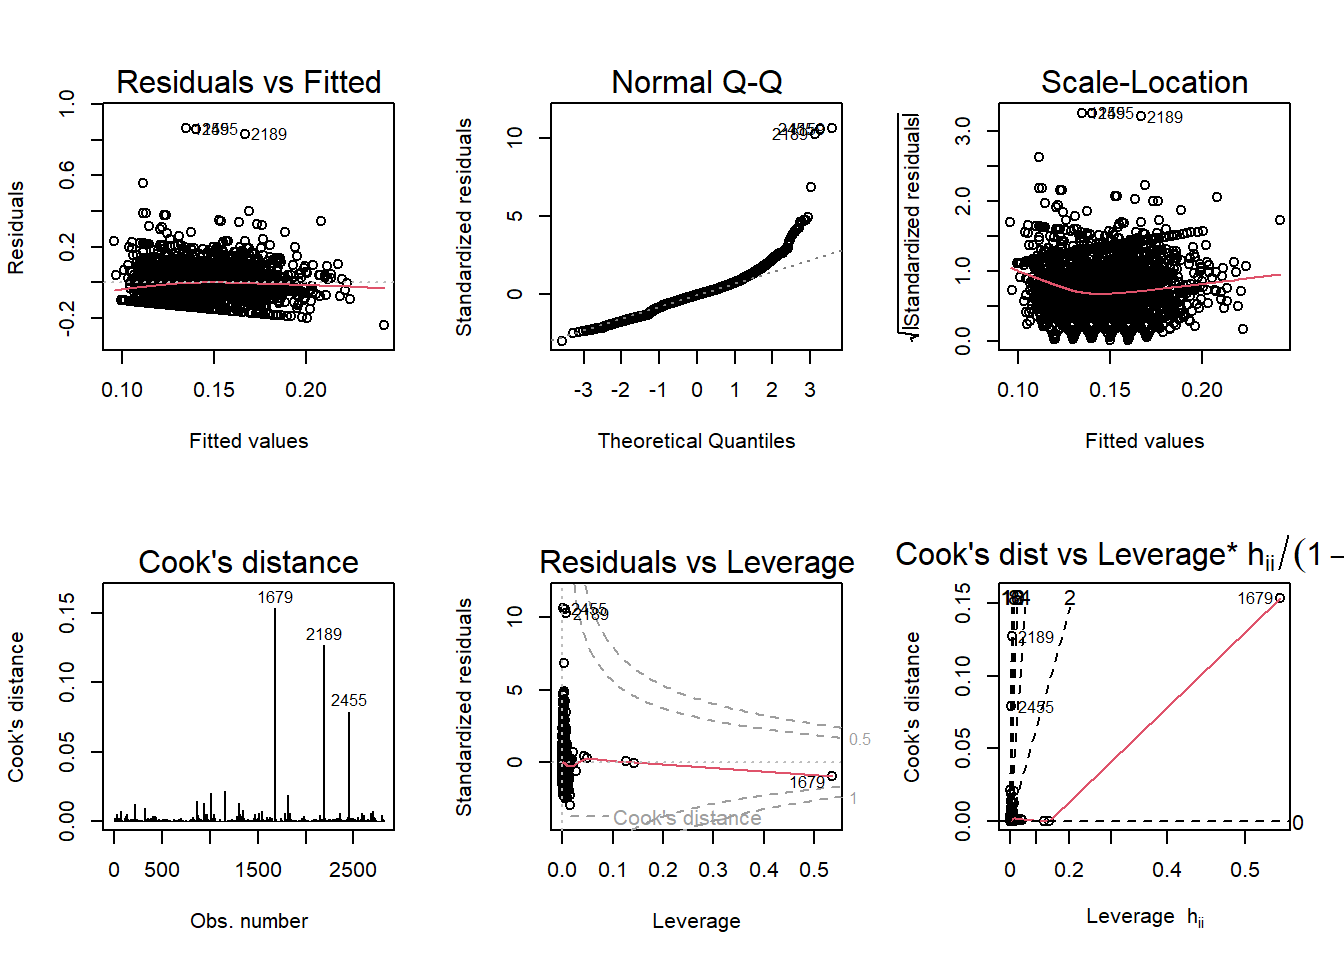 Residuals vs Fitted
Residuals
1.0
0.6
0.2
-0.2
2189
0.10 0.15 0.20
Fitted values
Normal Q-Q
Standardized residuals
10
5
0
2455
2189
-3 -2 -1 0 1 2 3
Theoretical Quantiles
Scale-Location
√|Standardized residuals|
3.0
2.0
1.0
0.0
2189
0.10 0.15 0.20
Fitted values
Cook's distance
Cook's distance
0.15
0.10
0.05
0.00
1679
2189
2455
0 500 1500 2500
Obs. number
Residuals vs Leverage
Standardized residuals
10
5
0
2455
2189
0.5
1679
1
Cook's distance
0.0 0.1 0.2 0.3 0.4 0.5
Leverage
Cook's dist vs Leverage* hii/(1 −
Cook's distance
0.15
0.10
0.05
0.00
2
1679
2189
2455
0
0 0.2 0.4 0.5
Leverage hii